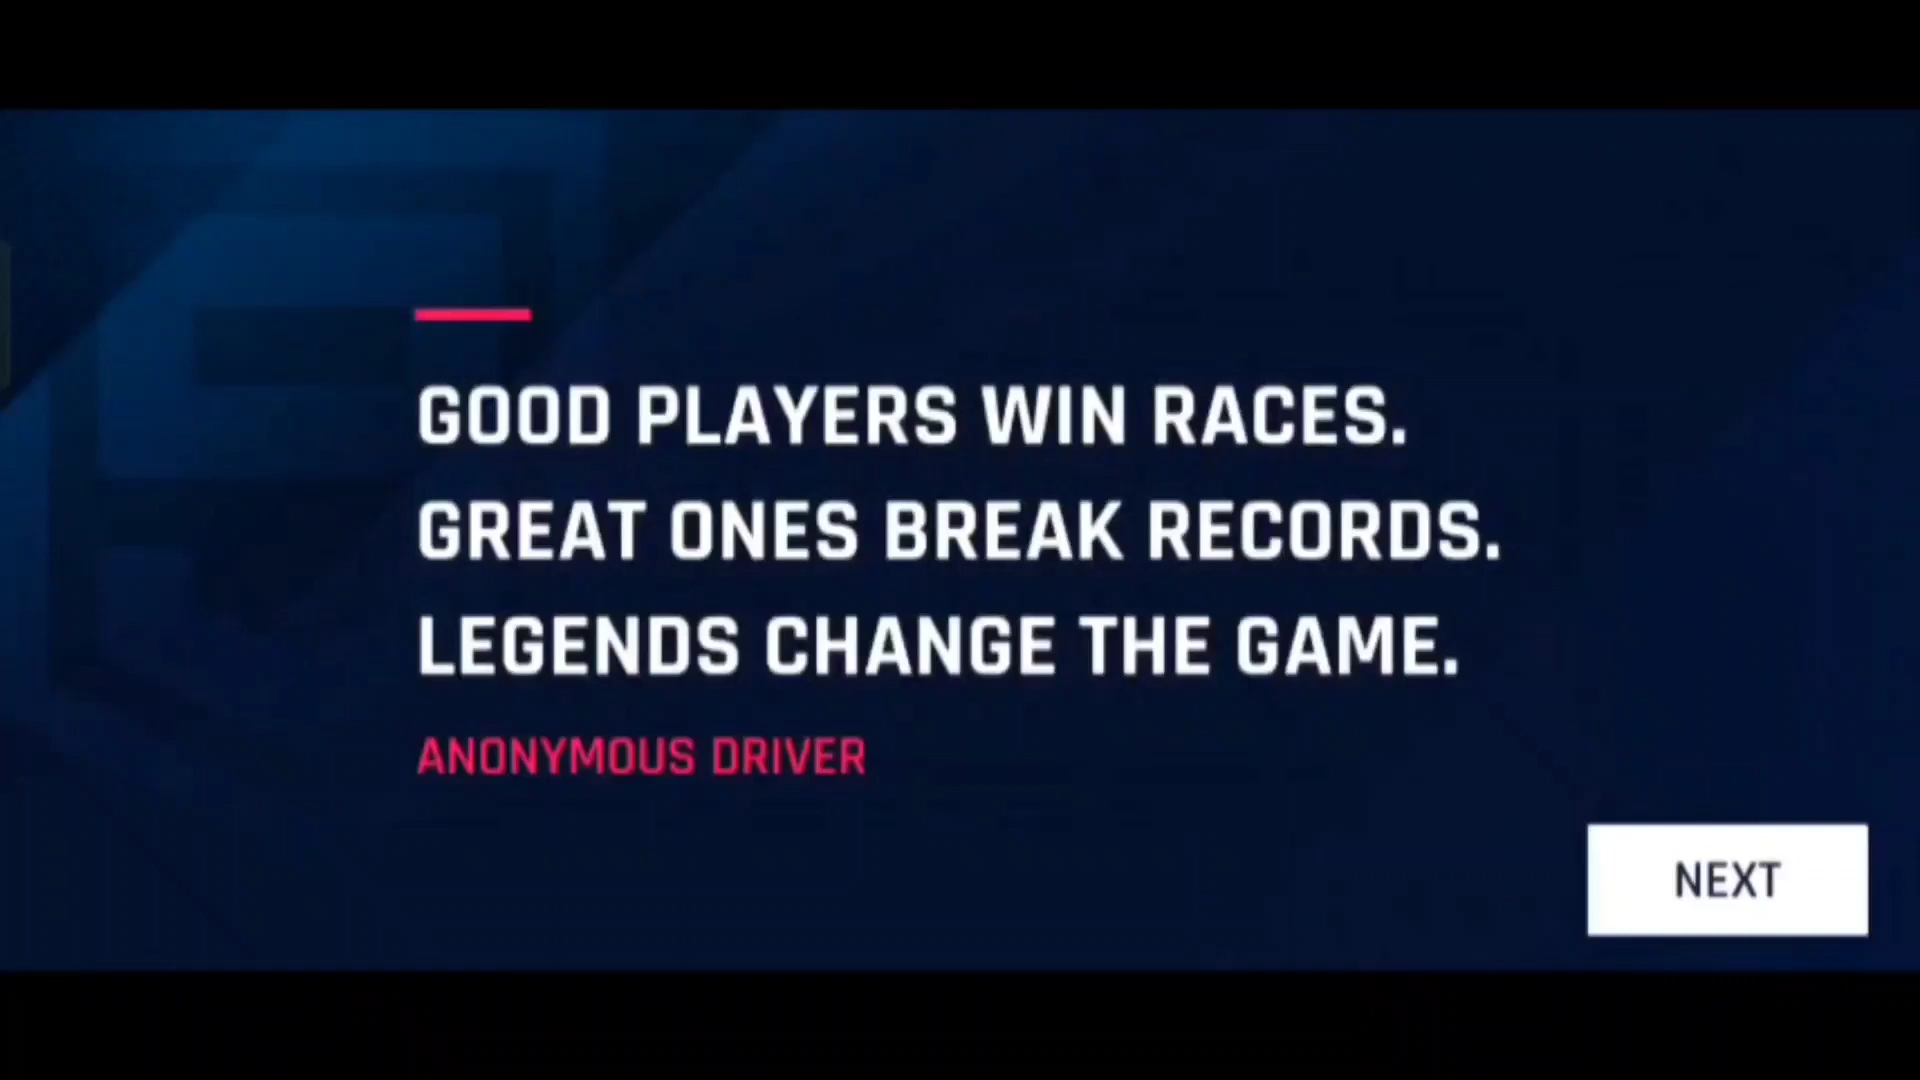 GOOD PLAYERS WIN RACES.
GREAT ONES BREAK RECORDS.
LEGENDS CHANGE THE GAME.
ANONYMOUS DRIVER
NEXT